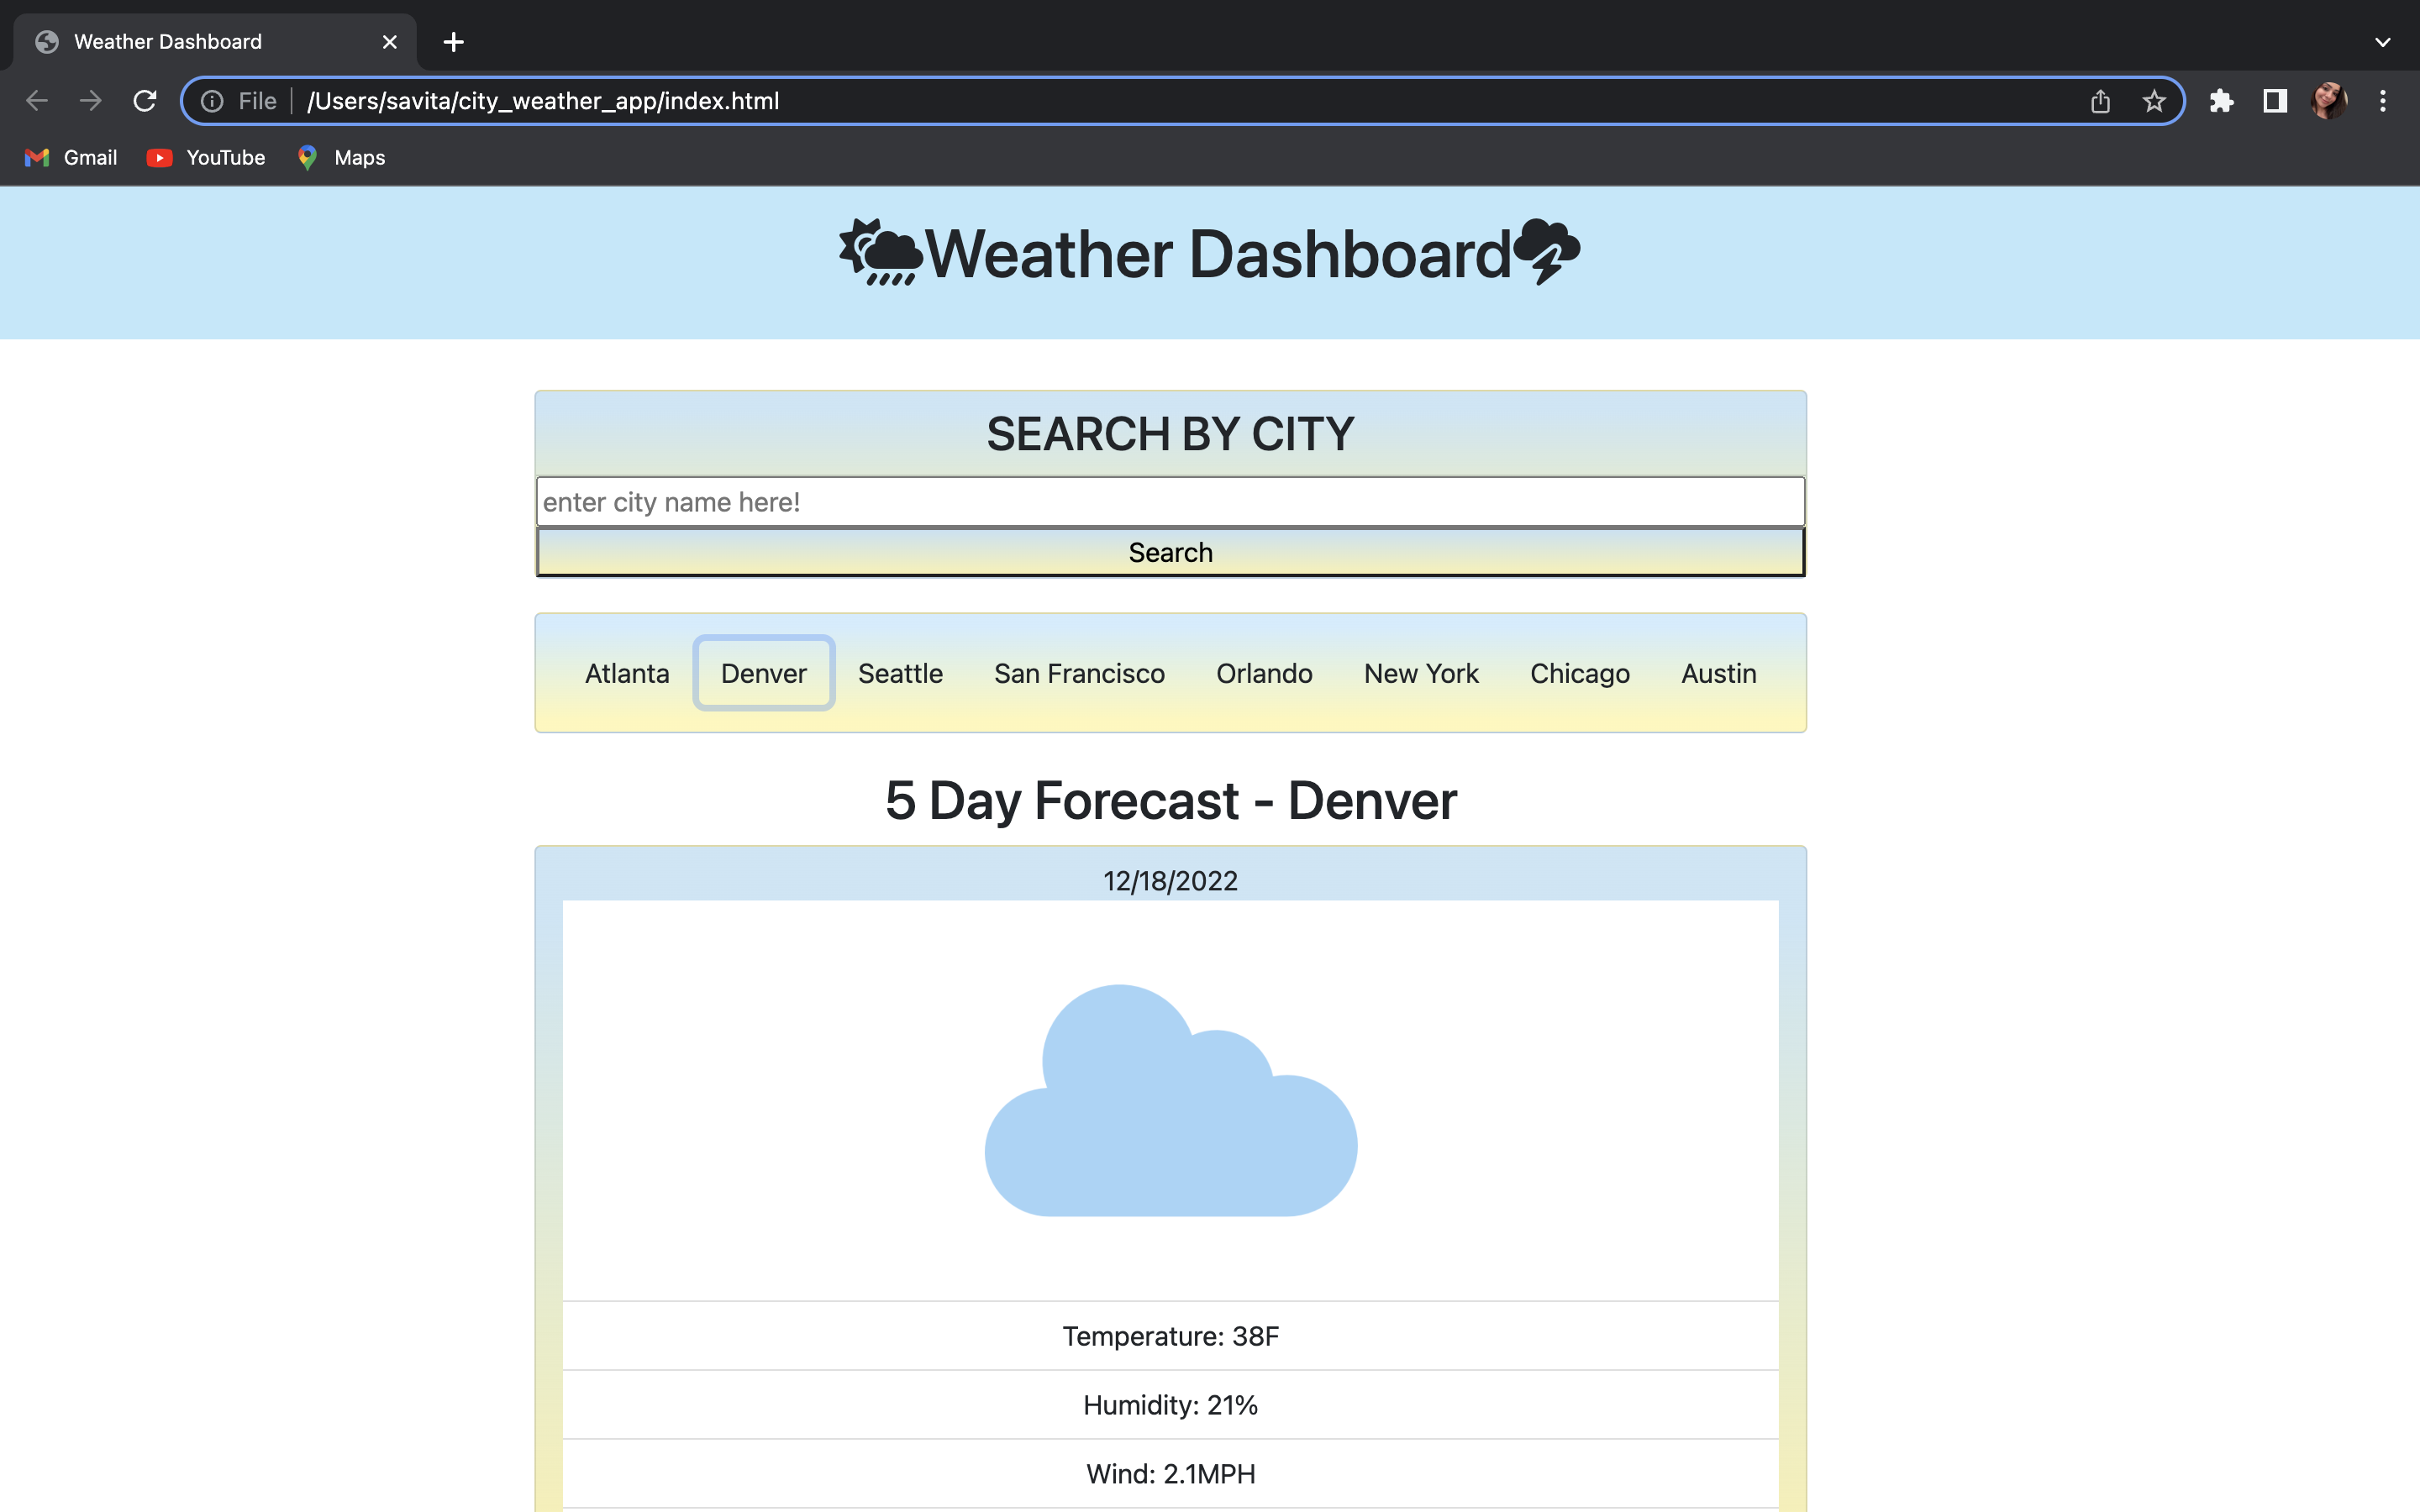 Weather Dashboard
File /Users/savita/city_weather_app/index.html
Gmail YouTube Maps
Weather Dashboard
SEARCH BY CITY
enter city name here!
Search
Atlanta Denver Seattle San Francisco Orlando New York Chicago Austin
5 Day Forecast - Denver
12/18/2022
Temperature: 38F
Humidity: 21%
Wind: 2.1MPH